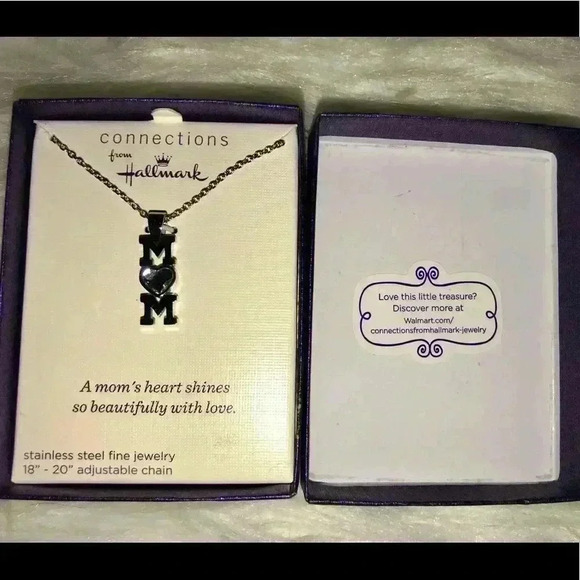 connections
from
Hallmark
M
M
A mom's heart shines
so beautifully with love.
stainless steel fine jewelry
18" - 20" adjustable chain
Love this little treasure?
Discover more at
Walmart.com/
connectionsfromhallmark-jewelry